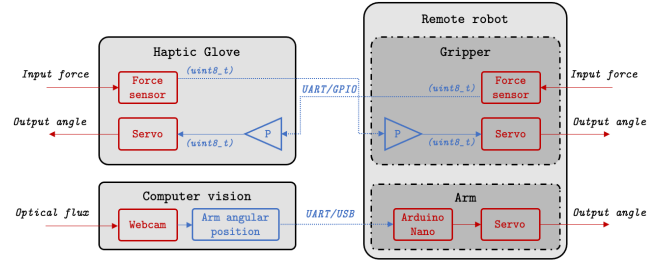 Remote robot
Haptic Glove
Gripper
Input force
Force
sensor
(uint8_t)
UART/GPIO
(uint8_t)
Force
sensor
Input force
Output angle
Servo
(uint8_t)
P
P
(uint8_t)
Servo
Output angle
Computer vision
Arm
Optical flux
Webcam
Arm angular
position
UART/USB
Arduino
Nano
Servo
Output angle